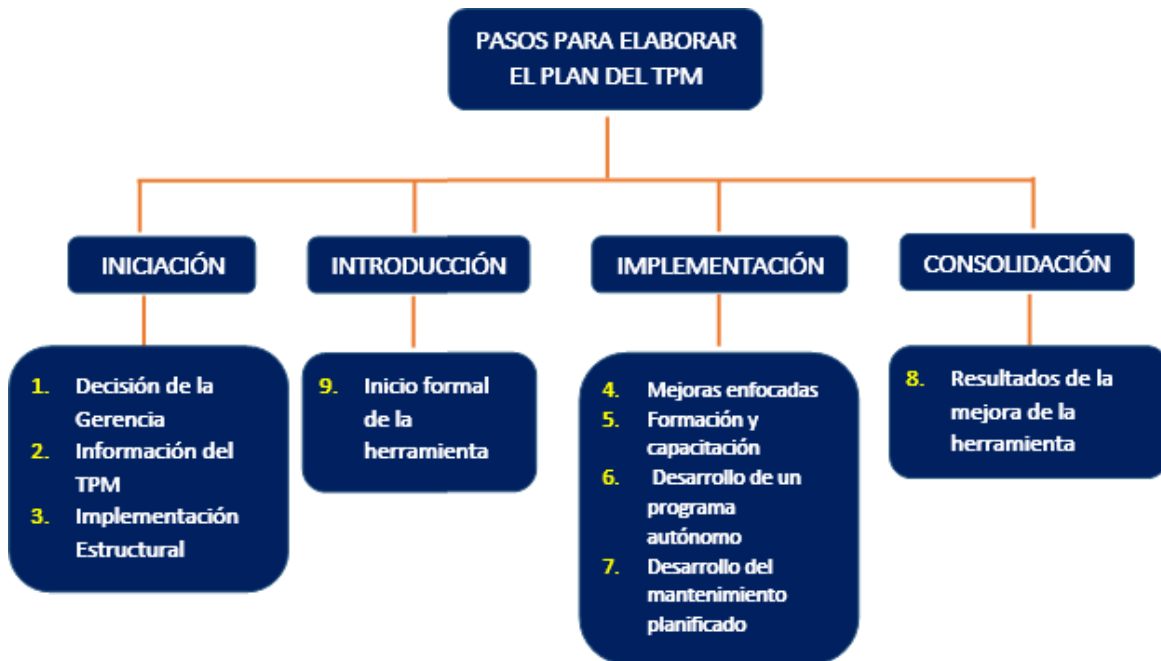 PASOS PARA ELABORAR
EL PLAN DEL TPM
INICIACIÓN
INTRODUCCIÓN
IMPLEMENTACIÓN
CONSOLIDACIÓN
1. Decisión de la
Gerencia
2. Información del
TPM
3. Implementación
Estructural
9. Inicio formal
de la
herramienta
4. Mejoras enfocadas
5. Formación y
capacitación
6. Desarrollo de un
programa
autónomo
7. Desarrollo del
mantenimiento
planificado
8. Resultados de la
mejora de la
herramienta